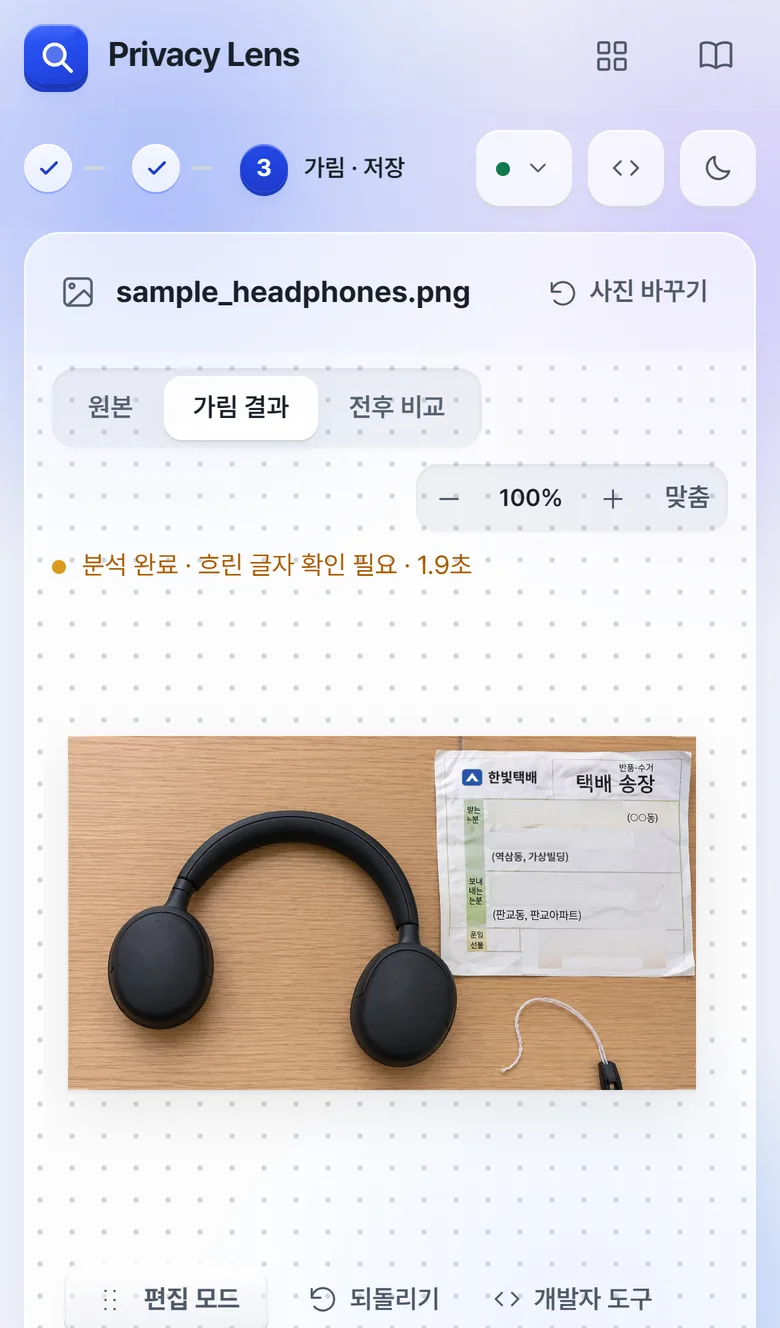 Privacy Lens
3 가림 · 저장
sample_headphones.png
사진 바꾸기
원본 가림 결과 전후 비교
100% 맞춤
분석 완료 · 흐린 글자 확인 필요 · 1.9초
반품·수거
한빛택배 택배 송장
받는
(○○동)
(역삼동, 가상빌딩)
보내
내는
는분
(판교동, 판교아파트)
운임
선불
편집 모드 되돌리기 개발자 도구